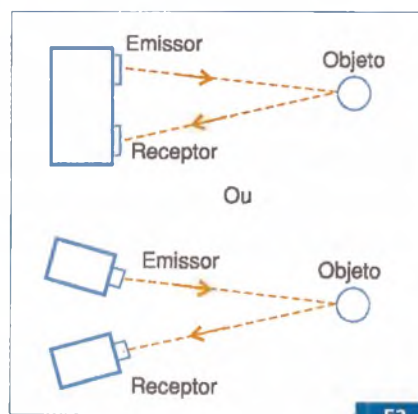 Emissor
Objeto
Receptor
Ou
Emissor
Objeto
Receptor